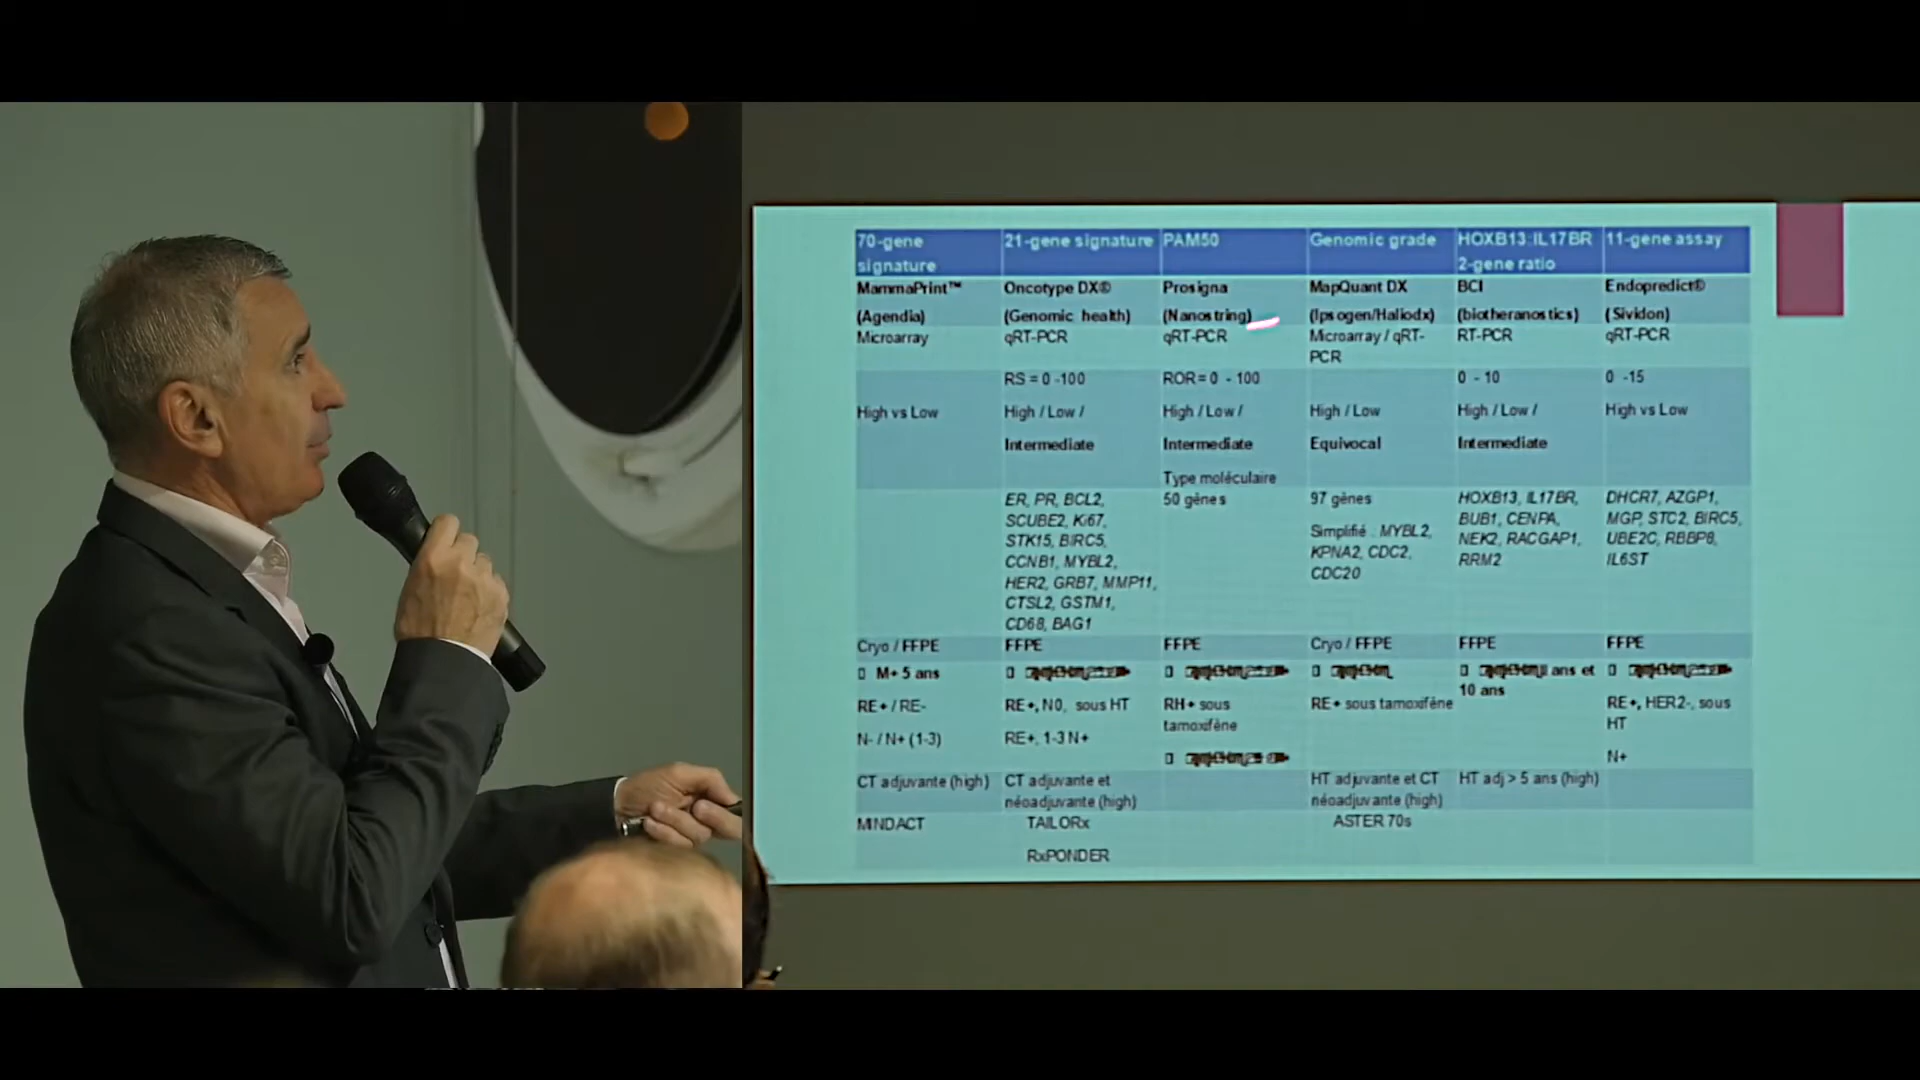 70-gene signature
21-gene signature
PAM50
Genomic grade
HOXB13:IL17BR 2-gene ratio
11-gene assay
MammaPrint™
(Agendia)
Oncotype DX®
(Genomic health)
Prosigna
(Nanostring)
MapQuant DX
(Ipsogen/Haliodx)
BCI
(biotheranostics)
Endopredict®
(Sividon)
Microarray
qRT-PCR
qRT-PCR
Microarray / qRT-
PCR
RT-PCR
qRT-PCR
High vs Low
RS = 0 -100
High / Low /
Intermediate
ROR= 0 - 100
High / Low /
Intermediate
Type moléculaire
High / Low
Equivocal
0 - 10
High / Low /
Intermediate
0 -15
High vs Low
ER, PR, BCL2,
SCUBE2, Ki67,
STK15, BIRC5,
CCNB1, MYBL2,
HER2, GRB7, MMP11,
CTSL2, GSTM1,
CD68, BAG1
50 gènes
97 gènes
Simplifié : MYBL2,
KPNA2, CDC2,
CDC20
HOXB13, IL17BR,
BUB1, CENPA,
NEK2, RACGAP1,
RRM2
DHCR7, AZGP1,
MGP, STC2, BIRC5,
UBE2C, RBBP8,
IL6ST
Cryo / FFPE
FFPE
FFPE
Cryo / FFPE
FFPE
FFPE
M+ 5 ans
RE+ / RE-
N- / N+ (1-3)
RE+, N0, sous HT
RE+, 1-3 N+
RH+ sous
tamoxifène
RE+ sous tamoxifène
ans et
10 ans
RE+, HER2-, sous
HT
N+
CT adjuvante (high)
CT adjuvante et
néoadjuvante (high)
HT adjuvante et CT
néoadjuvante (high)
HT adj > 5 ans (high)
MINDACT
TAILORx
RxPONDER
ASTER 70s